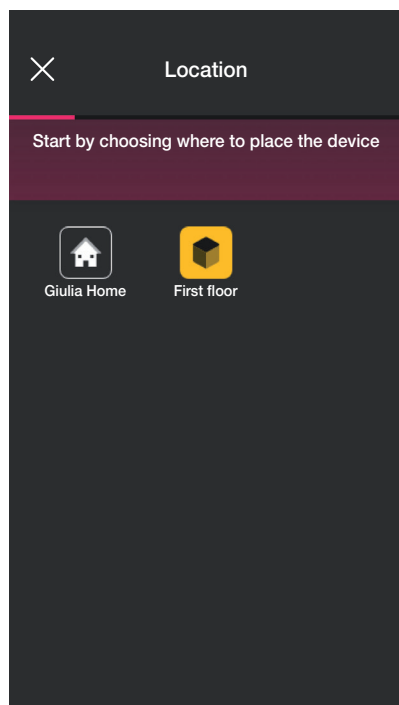 Location
Start by choosing where to place the device
Giulia Home
First floor